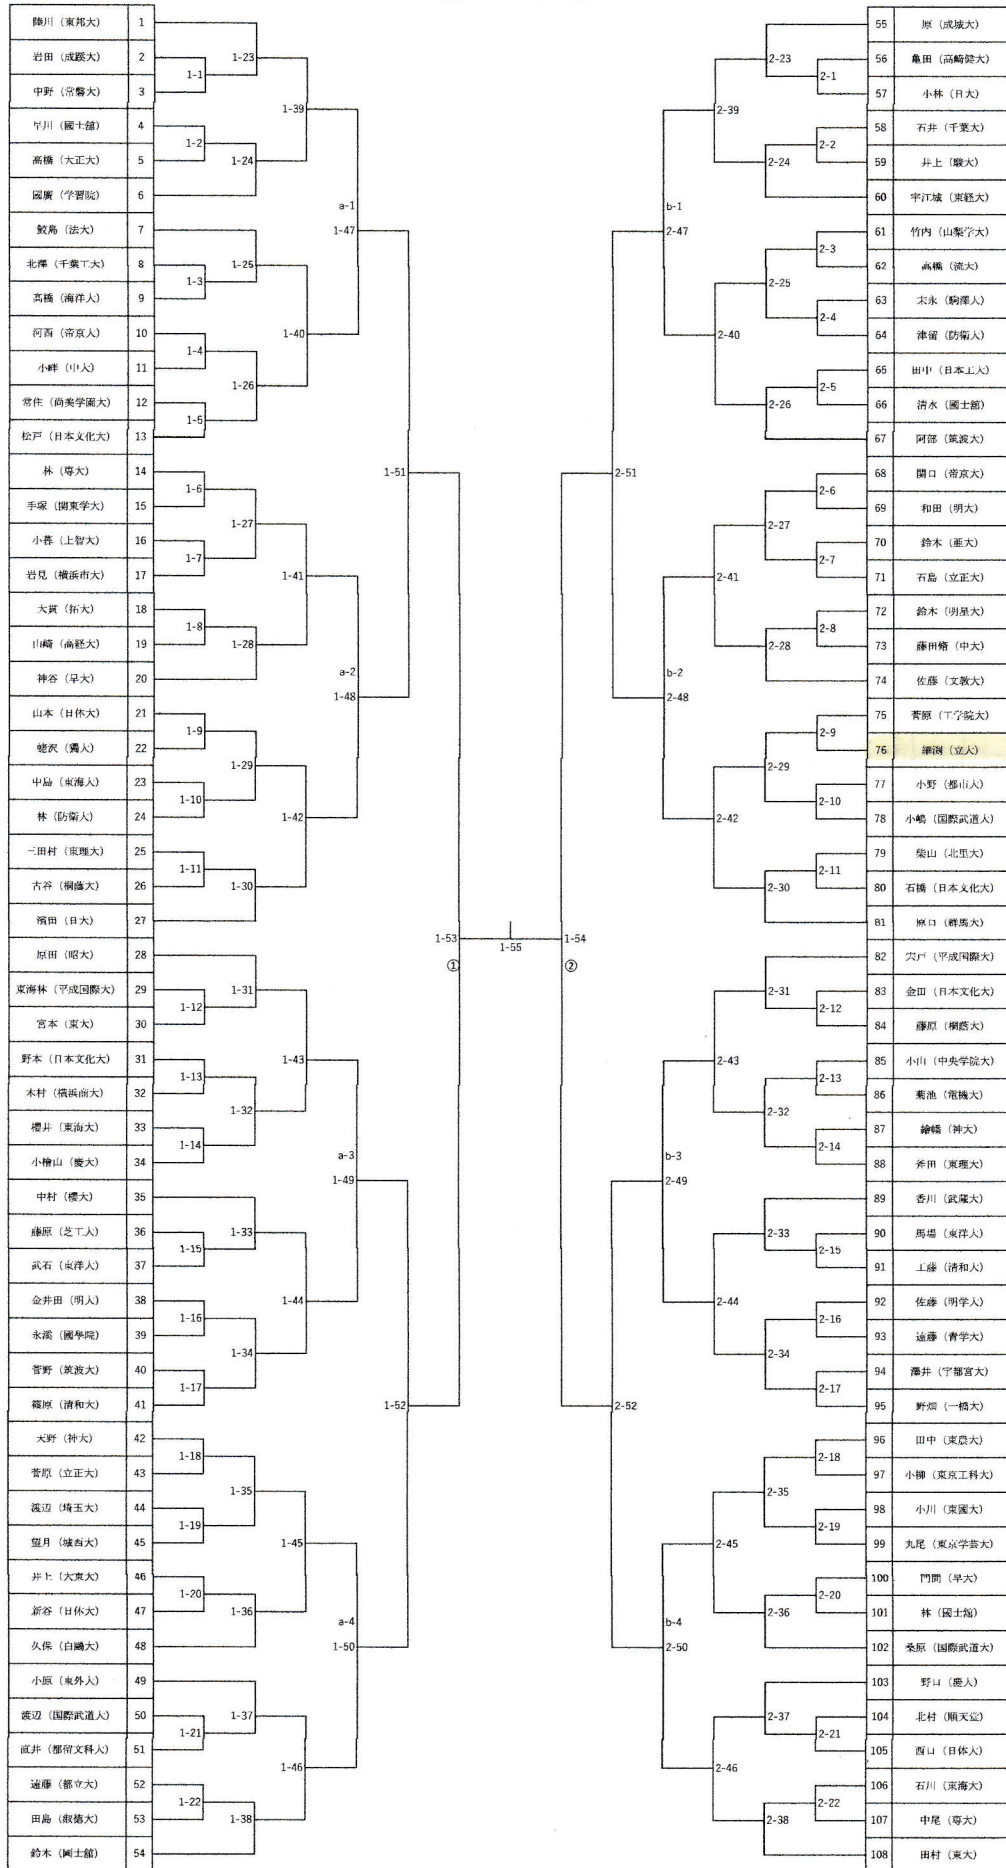 陸川（東邦大） 1
岩田（成蹊大） 2
中野（常磐大） 3
早川（國士舘） 4
高橋（大正大） 5
國廣（学習院） 6
鮫島（法大） 7
北澤（千葉工大） 8
高橋（海洋大） 9
河西（帝京大） 10
小畔（中大） 11
常住（尚美学園大） 12
松戸（日本文化大） 13
林（専大） 14
手塚（関東学大） 15
小暮（上智大） 16
岩見（横浜市大） 17
大貫（拓大） 18
山崎（高経大） 19
神谷（早大） 20
山本（日体大） 21
蛯沢（獨大） 22
中島（東海大） 23
林（防衛大） 24
三田村（東理大） 25
古谷（桐蔭大） 26
濱田（日大） 27
原田（昭大） 28
東海林（平成国際大） 29
宮本（東大） 30
野本（日本文化大） 31
木村（横浜商大） 32
櫻井（東海大） 33
小檜山（慶大） 34
中村（櫻大） 35
藤原（芝工大） 36
武石（東洋大） 37
金井田（明大） 38
永溪（國學院） 39
菅野（筑波大） 40
篠原（清和大） 41
天野（神大） 42
菅原（立正大） 43
渡辺（埼玉大） 44
望月（城西大） 45
井上（大東大） 46
新谷（日体大） 47
久保（白鷗大） 48
小原（東外大） 49
渡辺（国際武道大） 50
直井（都留文科大） 51
遠藤（都立大） 52
田島（淑徳大） 53
鈴木（國士舘） 54
1-1
1-2
1-3
1-4
1-5
1-6
1-7
1-8
1-9
1-10
1-11
1-12
1-13
1-14
1-15
1-16
1-17
1-18
1-19
1-20
1-21
1-22
1-23
1-24
1-25
1-26
1-27
1-28
1-29
1-30
1-31
1-32
1-33
1-34
1-35
1-36
1-37
1-38
1-39
1-40
1-41
1-42
1-43
1-44
1-45
1-46
a-1
1-47
a-2
1-48
a-3
1-49
a-4
1-50
1-51
1-52
1-53
①
1-55
1-54
②
2-51
2-52
b-1
2-47
b-2
2-48
b-3
2-49
b-4
2-50
2-39
2-40
2-41
2-42
2-43
2-44
2-45
2-46
2-23
2-24
2-25
2-26
2-27
2-28
2-29
2-30
2-31
2-32
2-33
2-34
2-35
2-36
2-37
2-38
2-1
2-2
2-3
2-4
2-5
2-6
2-7
2-8
2-9
2-10
2-11
2-12
2-13
2-14
2-15
2-16
2-17
2-18
2-19
2-20
2-21
2-22
55 原（成城大）
56 亀田（高崎健大）
57 小林（日大）
58 石井（千葉大）
59 井上（駿大）
60 宇江城（東経大）
61 竹内（山梨学大）
62 高橋（流大）
63 末永（駒澤大）
64 津留（防衛大）
65 田中（日本工大）
66 清水（國士舘）
67 阿部（筑波大）
68 関口（帝京大）
69 和田（明大）
70 鈴木（亜大）
71 石島（立正大）
72 鈴木（明星大）
73 藤田脩（中大）
74 佐藤（文教大）
75 菅原（工学院大）
76 細渕（立大）
77 小野（都市大）
78 小嶋（国際武道大）
79 柴山（北里大）
80 石橋（日本文化大）
81 原口（群馬大）
82 宍戸（平成国際大）
83 金田（日本文化大）
84 藤原（桐蔭大）
85 小山（中央学院大）
86 菊池（電機大）
87 繪幡（神大）
88 斧田（東理大）
89 香川（武蔵大）
90 馬場（東洋大）
91 工藤（清和大）
92 佐藤（明学大）
93 遠藤（青学大）
94 澤井（宇都宮大）
95 野畑（一橋大）
96 田中（東農大）
97 小柳（東京工科大）
98 小川（東國大）
99 丸尾（東京学芸大）
100 門間（早大）
101 林（國士舘）
102 桑原（国際武道大）
103 野口（慶大）
104 北村（順天堂）
105 西口（日体大）
106 石川（東海大）
107 中尾（専大）
108 田村（東大）